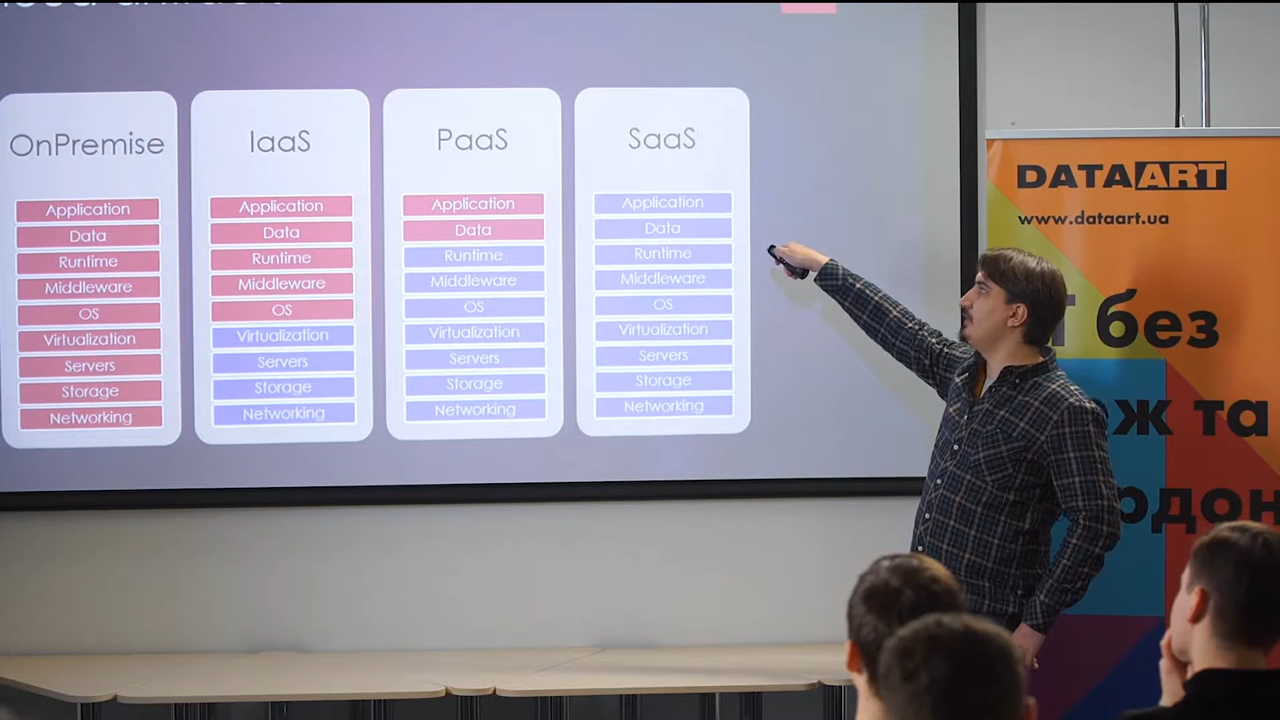 OnPremise
Application
Data
Runtime
Middleware
OS
Virtualization
Servers
Storage
Networking
IaaS
Application
Data
Runtime
Middleware
OS
Virtualization
Servers
Storage
Networking
PaaS
Application
Data
Runtime
Middleware
OS
Virtualization
Servers
Storage
Networking
SaaS
Application
Data
Runtime
Middleware
OS
Virtualization
Servers
Storage
Networking
DATAART
www.dataart.ua
без
та